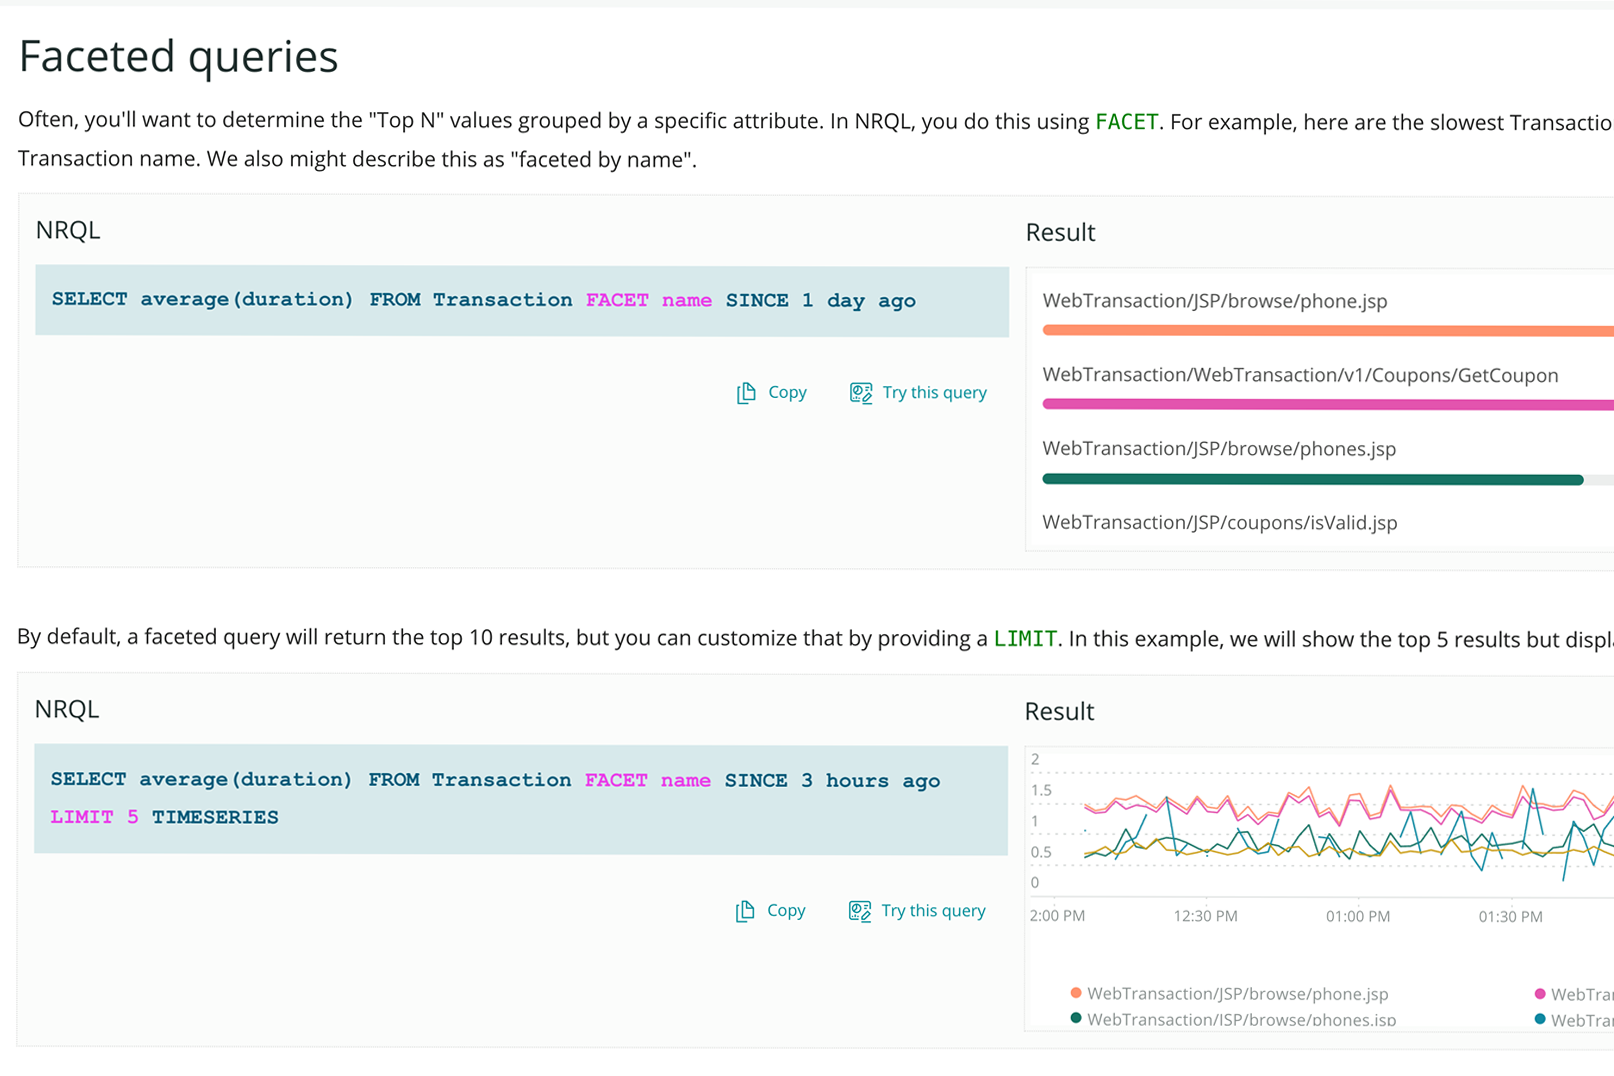 Faceted queries
Often, you'll want to determine the "Top N" values grouped by a specific attribute. In NRQL, you do this using FACET. For example, here are the slowest
Transaction name. We also might describe this as "faceted by name".
NRQL
SELECT average(duration) FROM Transaction FACET name SINCE 1 day ago
Copy
Try this query
Result
WebTransaction/JSP/browse/phone.jsp
WebTransaction/WebTransaction/v1/Coupons/GetCoupon
WebTransaction/JSP/browse/phones.jsp
WebTransaction/JSP/coupons/isValid.jsp
By default, a faceted query will return the top 10 results, but you can customize that by providing a LIMIT. In this example, we will show the top 5 results but
NRQL
SELECT average(duration) FROM Transaction FACET name SINCE 3 hours ago
LIMIT 5 TIMESERIES
Copy
Try this query
Result
2
1.5
1
0.5
0
2:00 PM
12:30 PM
01:00 PM
01:30 PM
WebTransaction/JSP/browse/phone.jsp
WebTransaction/JSP/browse/phones.jsp